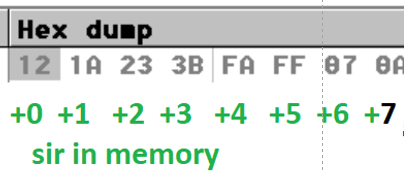 Hex dump
12 1A 23 3B FA FF 07 0A
+0 +1 +2 +3 +4 +5 +6 +7
sir in memory